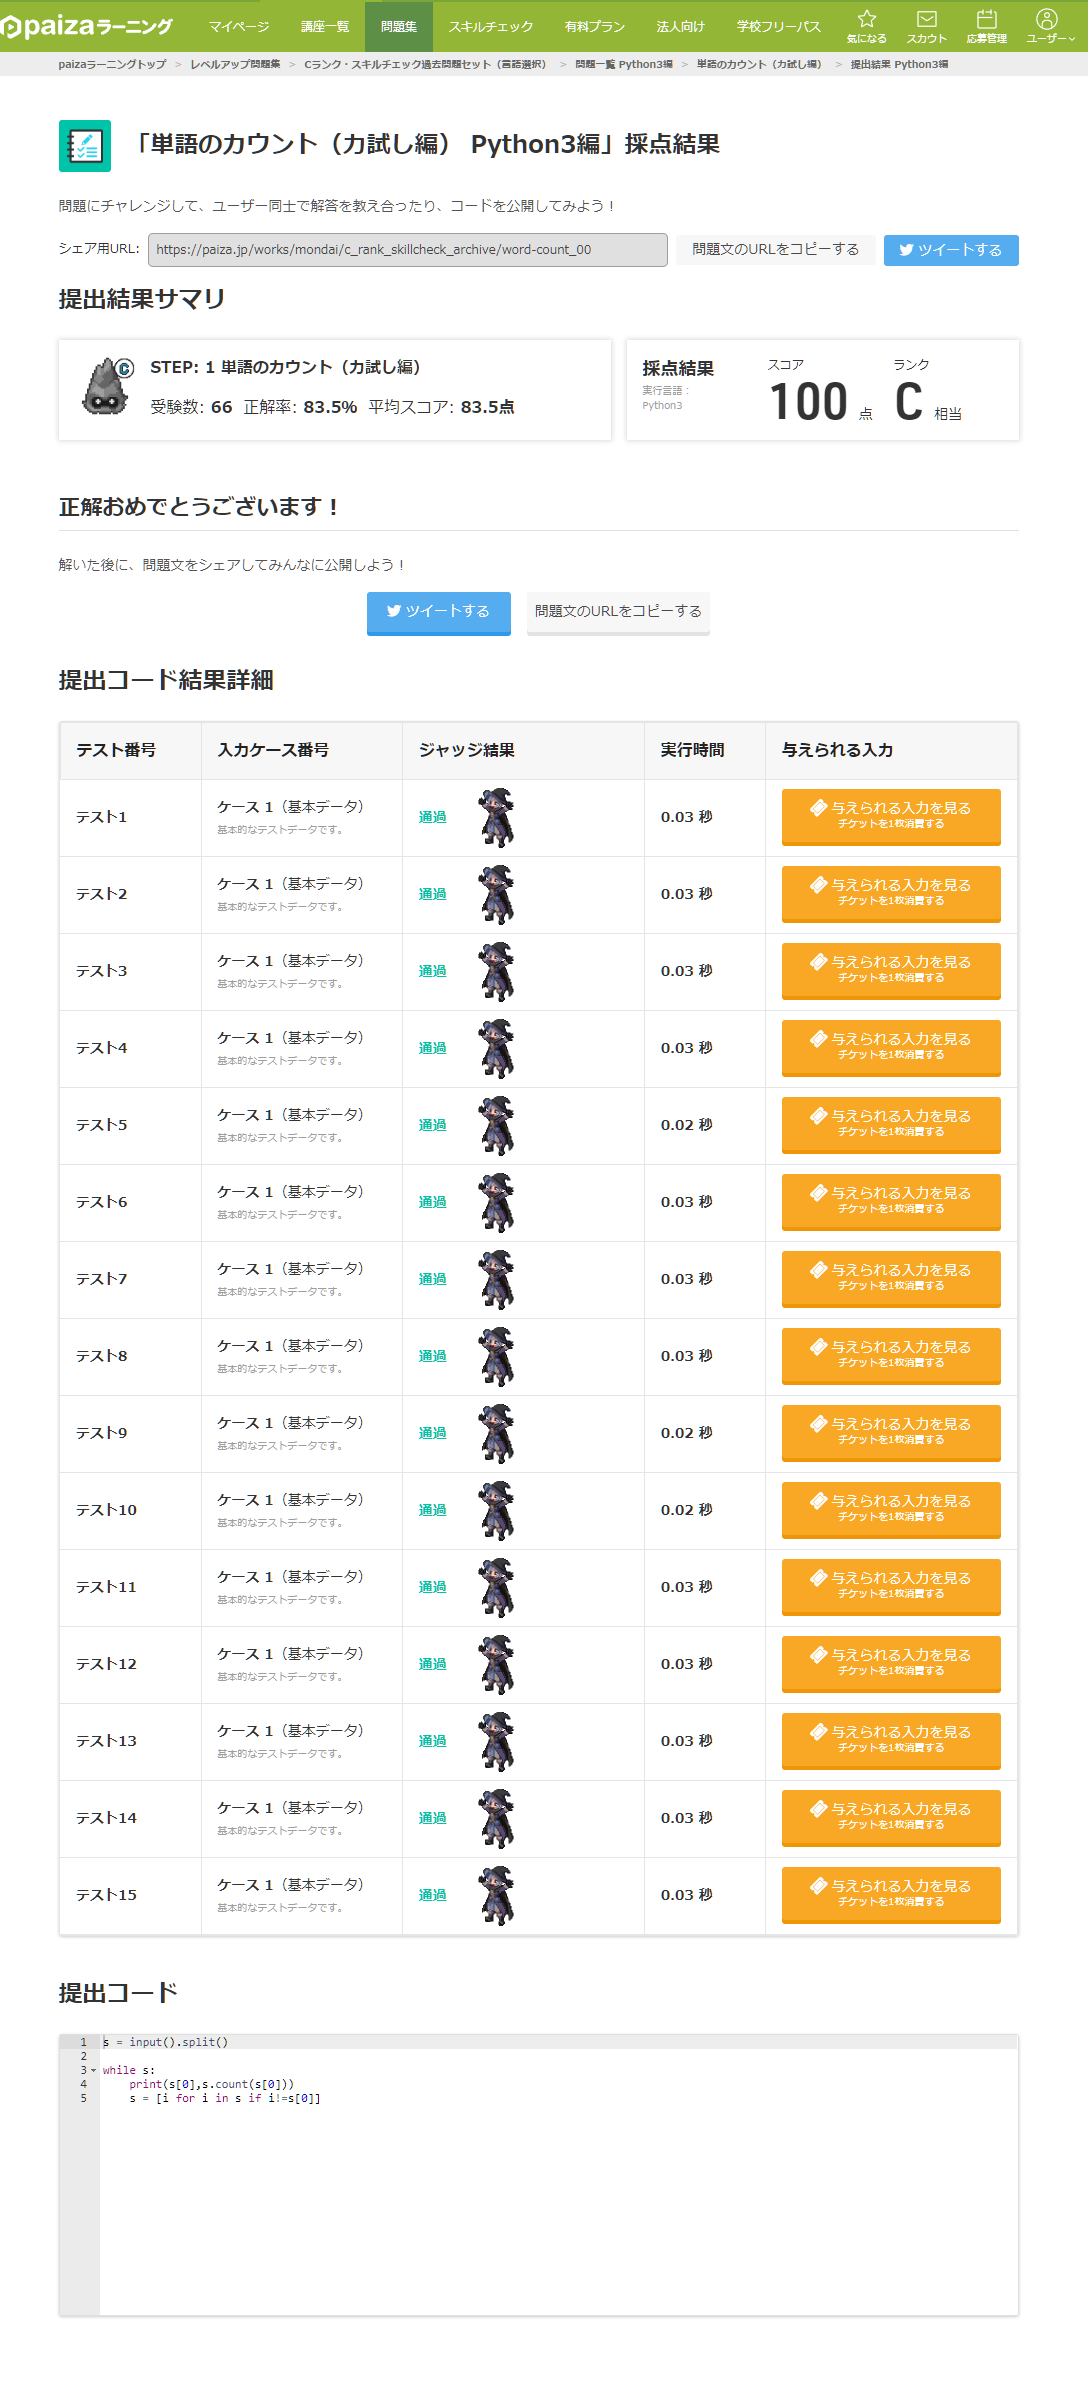 paizaラーニング マイページ 講座一覧 問題集 スキルチェック 有料プラン 法人向け 学校フリーパス 気になる スカウト 応募管理 ユーザー
paizaラーニングトップ > レベルアップ問題集 > Cランク・スキルチェック過去問題セット（言語選択） > 問題一覧 Python3編 > 単語のカウント（力試し編） > 提出結果 Python3編
「単語のカウント（力試し編） Python3編」採点結果
問題にチャレンジして、ユーザー同士で解答を教え合ったり、コードを公開してみよう！
シェア用URL: https://paiza.jp/works/mondai/c_rank_skillcheck_archive/word-count_00 問題文のURLをコピーする ツイートする
提出結果サマリ
C STEP: 1 単語のカウント（力試し編）
受験数: 66 正解率: 83.5% 平均スコア: 83.5点
採点結果 スコア ランク
実行言語：
Python3
100 点 C 相当
正解おめでとうございます！
解いた後に、問題文をシェアしてみんなに公開しよう！
ツイートする 問題文のURLをコピーする
提出コード結果詳細
テスト番号 入力ケース番号 ジャッジ結果 実行時間 与えられる入力
テスト1 ケース 1（基本データ） 通過 0.03 秒 与えられる入力を見る
基本的なテストデータです。 チケットを1枚消費する
テスト2 ケース 1（基本データ） 通過 0.03 秒 与えられる入力を見る
基本的なテストデータです。 チケットを1枚消費する
テスト3 ケース 1（基本データ） 通過 0.03 秒 与えられる入力を見る
基本的なテストデータです。 チケットを1枚消費する
テスト4 ケース 1（基本データ） 通過 0.03 秒 与えられる入力を見る
基本的なテストデータです。 チケットを1枚消費する
テスト5 ケース 1（基本データ） 通過 0.02 秒 与えられる入力を見る
基本的なテストデータです。 チケットを1枚消費する
テスト6 ケース 1（基本データ） 通過 0.03 秒 与えられる入力を見る
基本的なテストデータです。 チケットを1枚消費する
テスト7 ケース 1（基本データ） 通過 0.03 秒 与えられる入力を見る
基本的なテストデータです。 チケットを1枚消費する
テスト8 ケース 1（基本データ） 通過 0.03 秒 与えられる入力を見る
基本的なテストデータです。 チケットを1枚消費する
テスト9 ケース 1（基本データ） 通過 0.02 秒 与えられる入力を見る
基本的なテストデータです。 チケットを1枚消費する
テスト10 ケース 1（基本データ） 通過 0.02 秒 与えられる入力を見る
基本的なテストデータです。 チケットを1枚消費する
テスト11 ケース 1（基本データ） 通過 0.03 秒 与えられる入力を見る
基本的なテストデータです。 チケットを1枚消費する
テスト12 ケース 1（基本データ） 通過 0.03 秒 与えられる入力を見る
基本的なテストデータです。 チケットを1枚消費する
テスト13 ケース 1（基本データ） 通過 0.03 秒 与えられる入力を見る
基本的なテストデータです。 チケットを1枚消費する
テスト14 ケース 1（基本データ） 通過 0.03 秒 与えられる入力を見る
基本的なテストデータです。 チケットを1枚消費する
テスト15 ケース 1（基本データ） 通過 0.03 秒 与えられる入力を見る
基本的なテストデータです。 チケットを1枚消費する
提出コード
1 s = input().split()
2
3 while s:
4     print(s[0],s.count(s[0]))
5     s = [i for i in s if i!=s[0]]